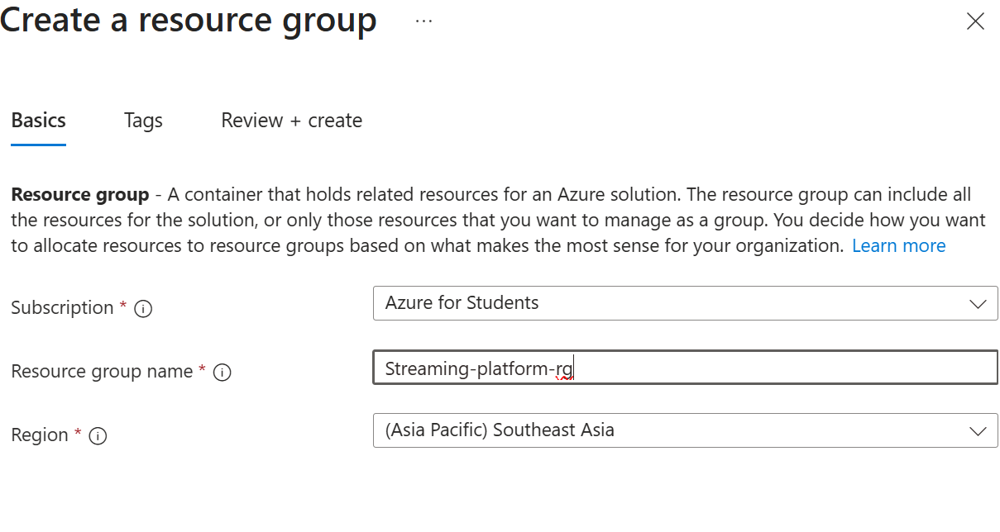 Create a resource group ...
Basics Tags Review + create
Resource group - A container that holds related resources for an Azure solution. The resource group can include all
the resources for the solution, or only those resources that you want to manage as a group. You decide how you want
to allocate resources to resource groups based on what makes the most sense for your organization. Learn more
Subscription * Azure for Students
Resource group name * Streaming-platform-rg
Region * (Asia Pacific) Southeast Asia